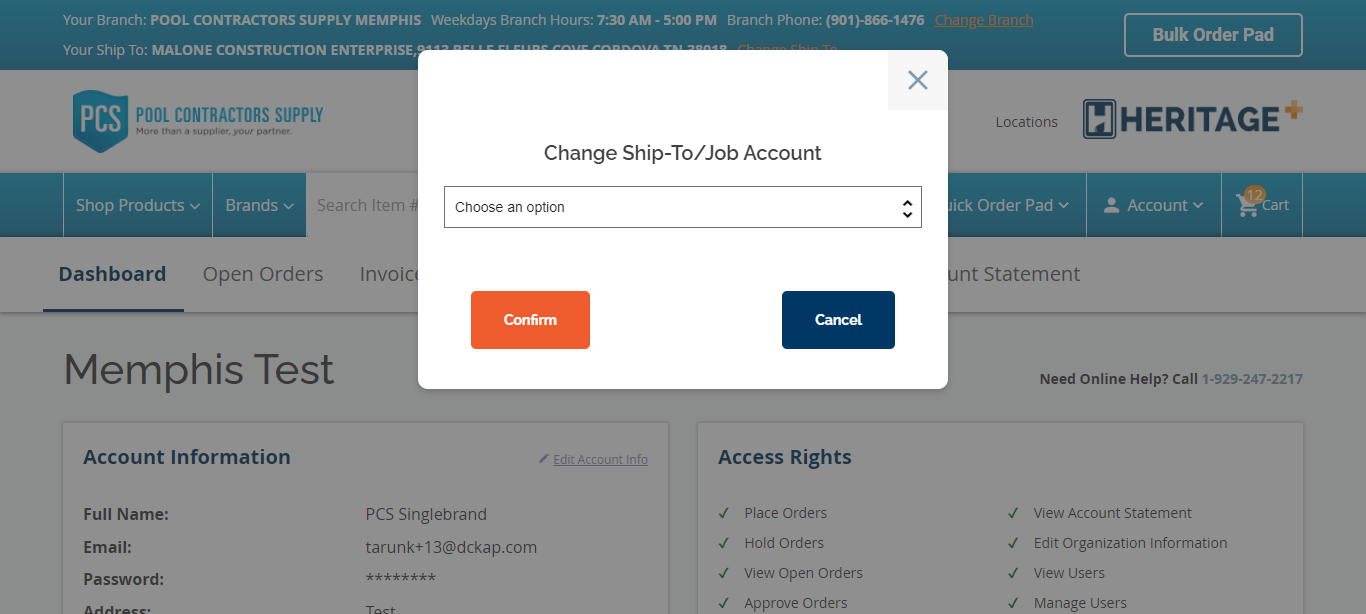 Your Branch: POOL CONTRACTORS SUPPLY MEMPHIS Weekdays Branch Hours: 7:30 AM - 5:00 PM Branch Phone: (901)-866-1476 Change Branch
Bulk Order Pad
Your Ship To: MALONE CONSTRUCTION ENTERPRISE,9113 BELLE FLEURS COVE CORDOVA TN 38018 Change Ship To
PCS POOL CONTRACTORS SUPPLY
More than a supplier, your partner.
Locations
HERITAGE+
Change Ship-To/Job Account
Choose an option
Confirm
Cancel
Shop Products
Brands
Search Item #
uick Order Pad
Account
12
Cart
Dashboard
Open Orders
Invoice
unt Statement
Memphis Test
Need Online Help? Call 1-929-247-2217
Account Information
Edit Account Info
Full Name: PCS Singlebrand
Email: tarunk+13@dckap.com
Password: ********
Address: Test
Access Rights
✓ Place Orders
✓ View Account Statement
✓ Hold Orders
✓ Edit Organization Information
✓ View Open Orders
✓ View Users
✓ Approve Orders
✓ Manage Users